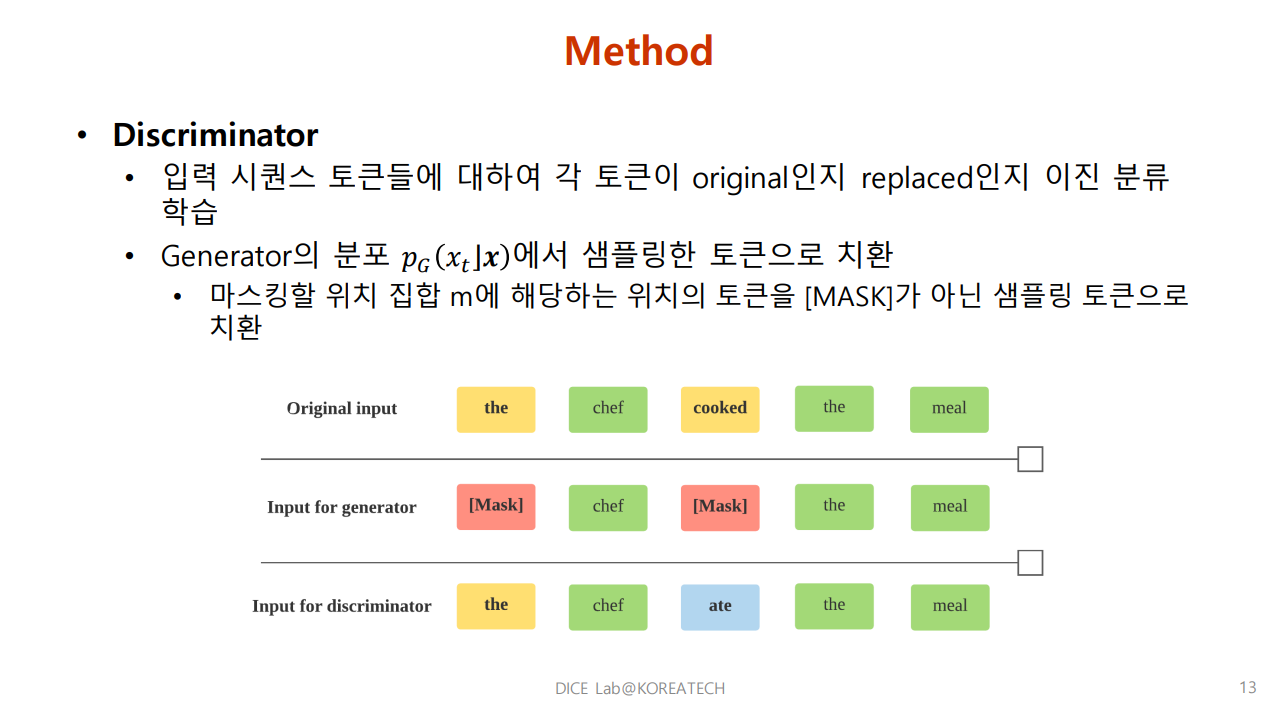 Method
• Discriminator
• 입력 시퀀스 토큰들에 대하여 각 토큰이 original인지 replaced인지 이진 분류
학습
• Generator의 분포 𝑝_𝐺(𝑥_𝑡⌋𝒙)에서 샘플링한 토큰으로 치환
• 마스킹할 위치 집합 m에 해당하는 위치의 토큰을 [MASK]가 아닌 샘플링 토큰으로
치환
Original input the chef cooked the meal
Input for generator [Mask] chef [Mask] the meal
Input for discriminator the chef ate the meal
DICE Lab@KOREATECH 13